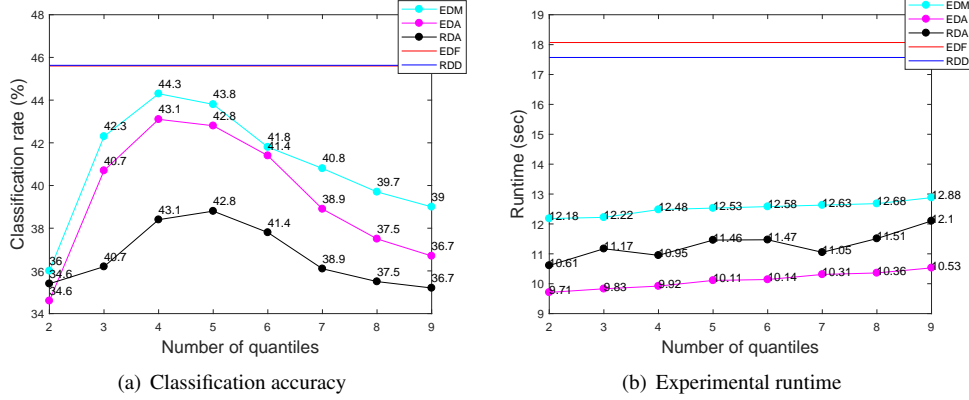 48
46
44
42
40
38
36
34
Classification rate (%)
36
42.3
44.3
43.8
41.8
40.8
39.7
39
34.6
40.7
43.1
42.8
41.4
38.9
37.5
36.7
34.6
40.7
43.1
42.8
41.4
38.9
37.5
36.7
EDM
EDA
RDA
EDF
RDD
2 3 4 5 6 7 8 9
Number of quantiles
(a) Classification accuracy
19
18
17
16
15
14
13
12
11
10
9
Runtime (sec)
EDM
EDA
RDA
EDF
RDD
12.18 12.22 12.48 12.53 12.58 12.63 12.68 12.88
10.61 11.17 10.95 11.46 11.47 11.05 11.51 12.1
9.71 9.83 9.92 10.11 10.14 10.31 10.36 10.53
2 3 4 5 6 7 8 9
Number of quantiles
(b) Experimental runtime